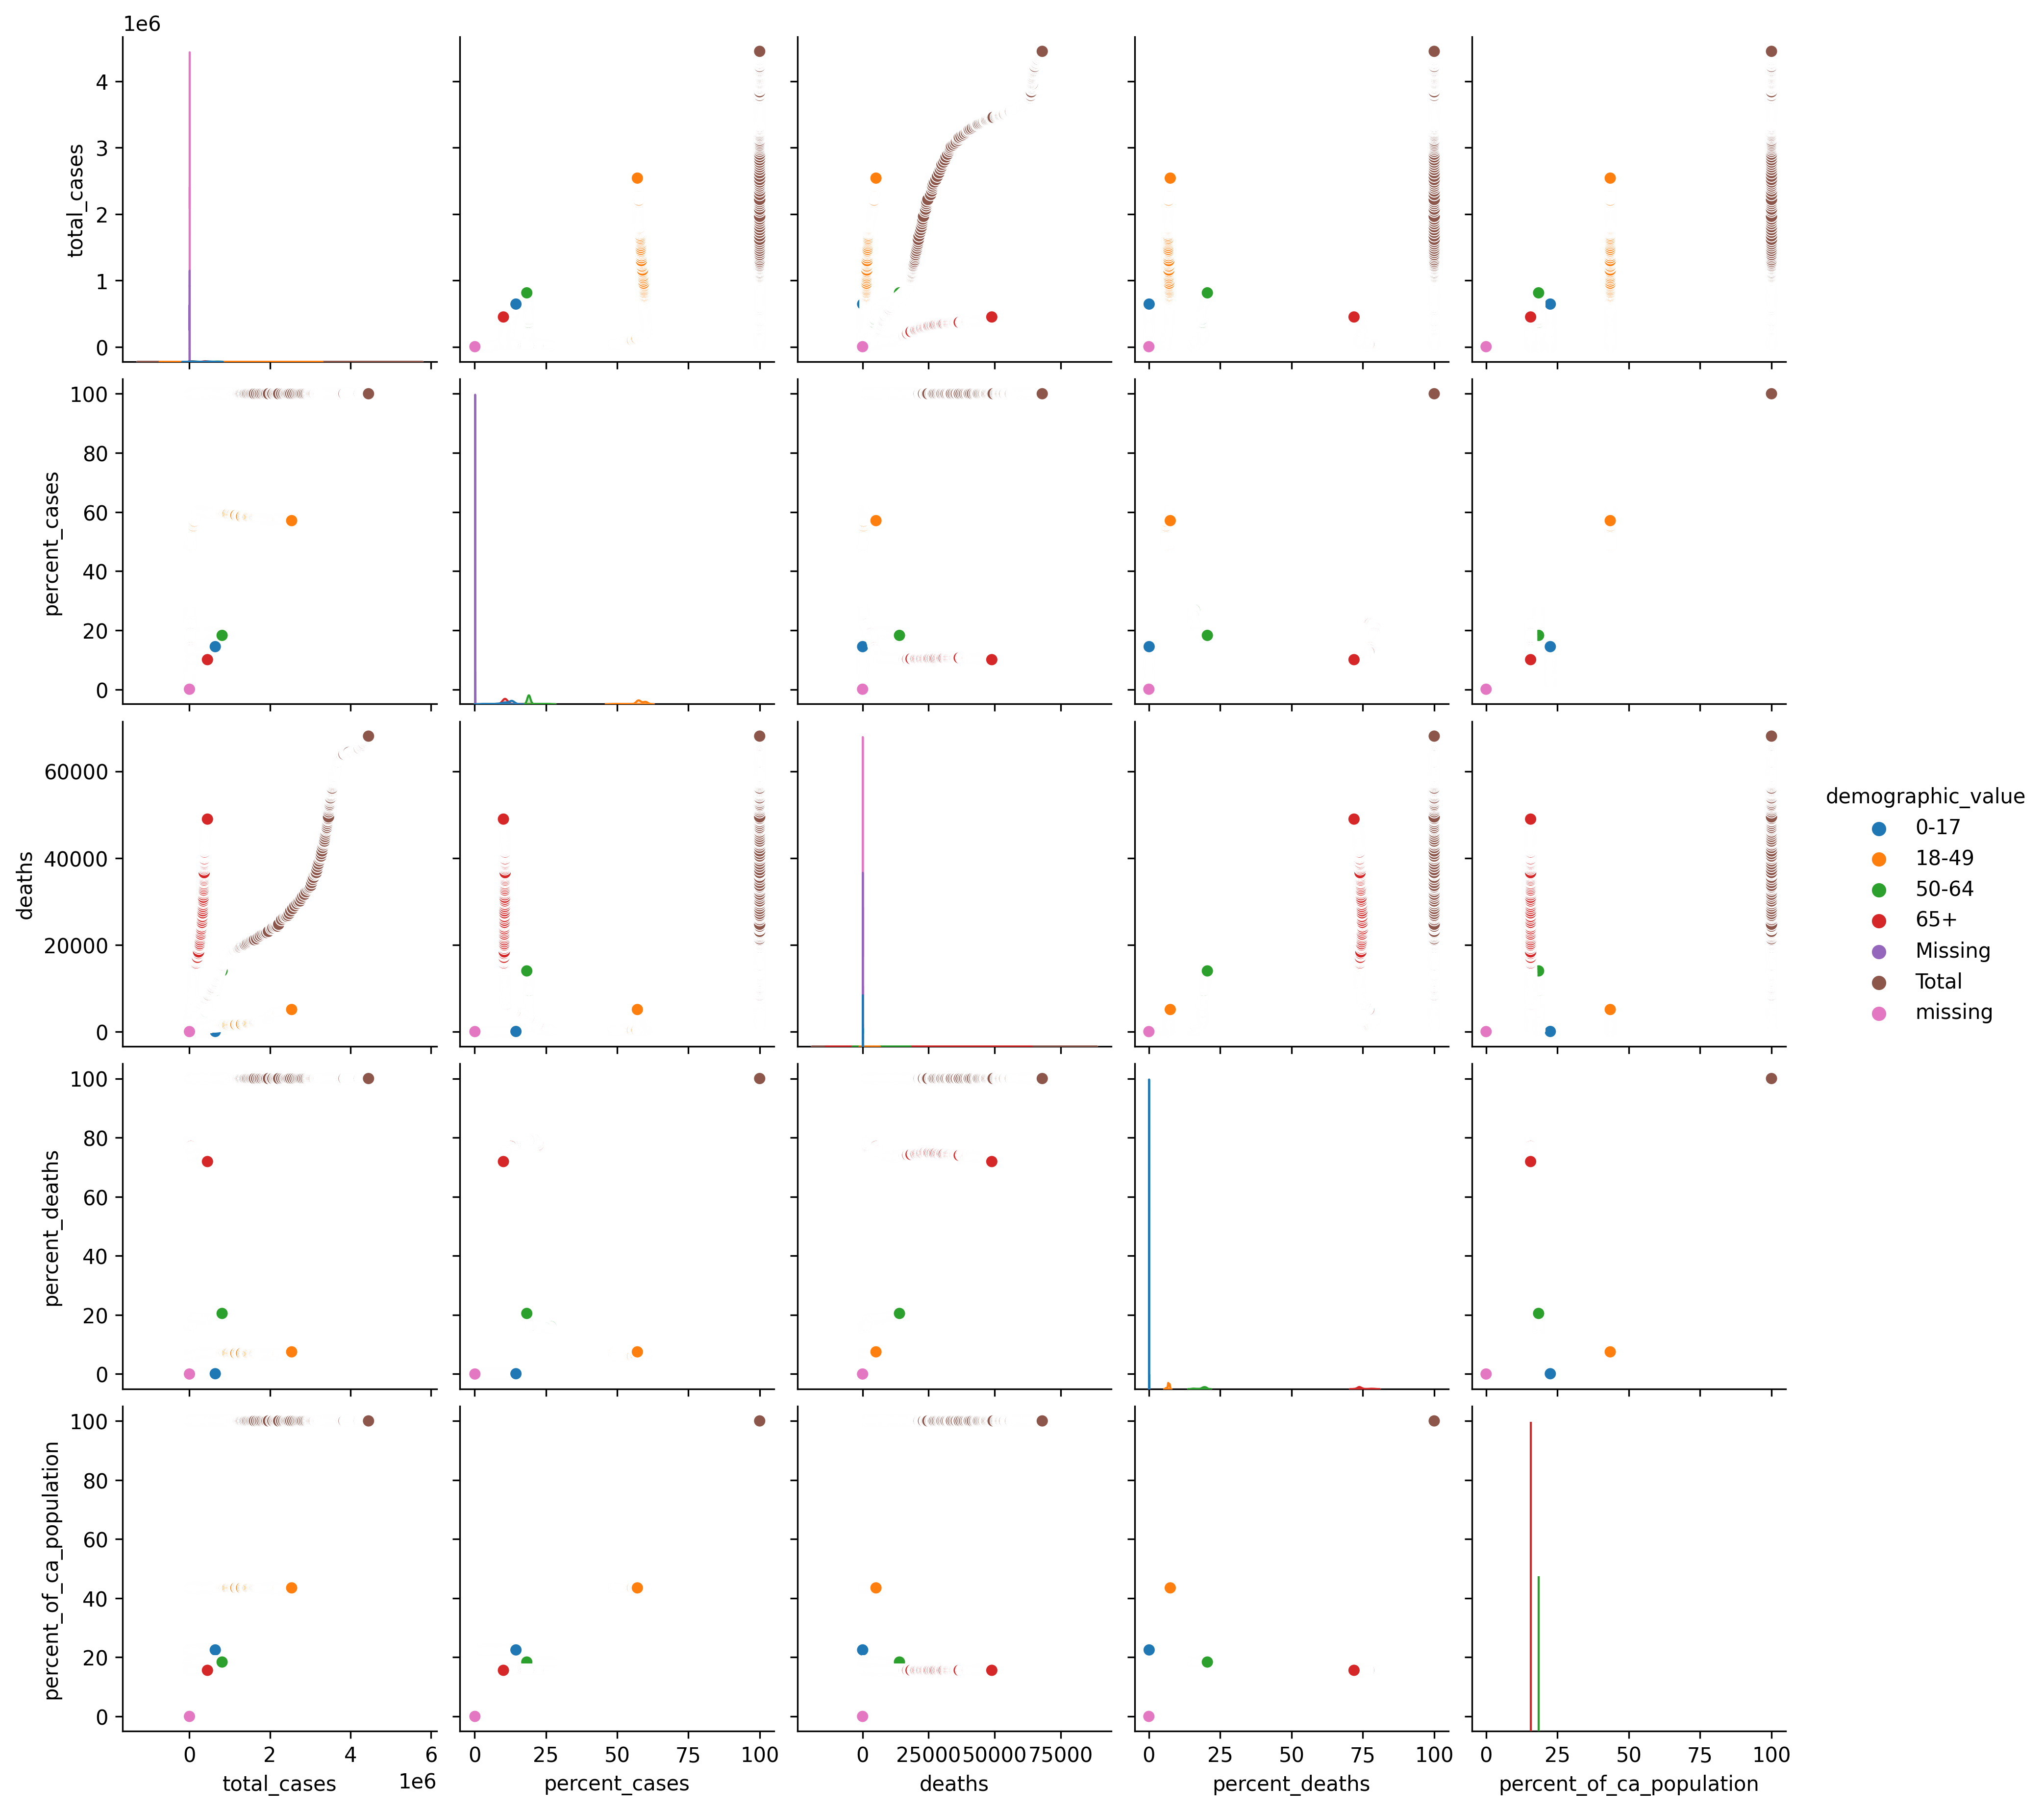 1e6
4
3
2
1
0
total_cases
100
80
60
40
20
0
percent_cases
60000
40000
20000
0
deaths
demographic_value
0-17
18-49
50-64
65+
Missing
Total
missing
100
80
60
40
20
0
percent_deaths
100
80
60
40
20
0
percent_of_ca_population
0 2 4 6
1e6
total_cases
0 25 50 75 100
percent_cases
0 25000 50000 75000
deaths
0 25 50 75 100
percent_deaths
0 25 50 75 100
percent_of_ca_population